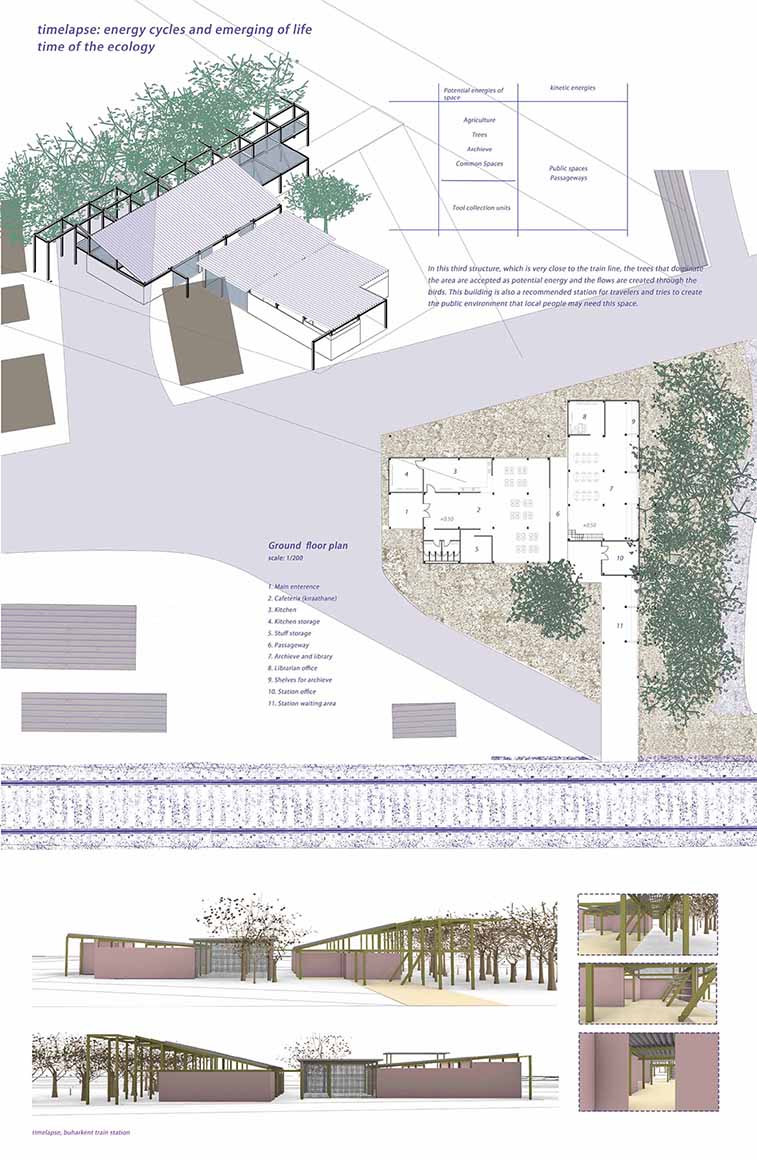 timelapse: energy cycles and emerging of life
time of the ecology
Potential energies of
space
kinetic energies
Agriculture
Trees
Archieve
Common Spaces
Public spaces
Passageways
Tool collection units
In this third structure, which is very close to the train line, the trees that dominate
the area are accepted as potential energy and the flows are created through the
birds. This building is also a recommended station for travelers and tries to create
the public environment that local people may need this space.
8
9
4
3
7
1
2
6
+0.50
+0.50
5
10
11
Ground floor plan
scale: 1/200
1. Main enterence
2. Cafeteria (kıraathane)
3. Kitchen
4. Kitchen storage
5. Stuff storage
6. Passageway
7. Archieve and library
8. Librarian office
9. Shelves for archieve
10. Station office
11. Station waiting area
timelapse, buharkent train station